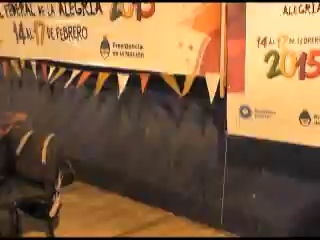 L FEDERAL DE LA ALEGRIA 2015
14 AL 17 DE FEBRERO
Presidencia
de la Nación
ALEGRIA
14 AL 17 DE FEBRERO
2015